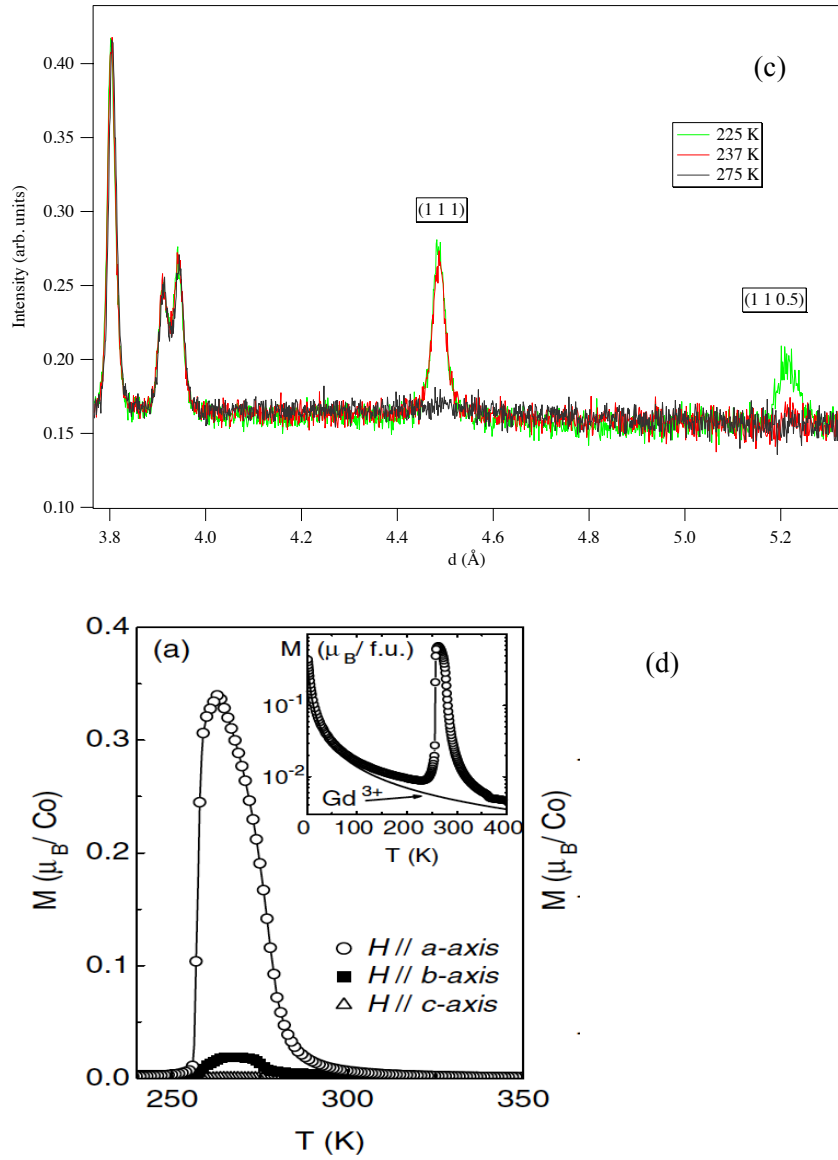 (c)
0.40
0.35
0.30
0.25
0.20
0.15
0.10
Intensity (arb. units)
225 K
237 K
275 K
(1 1 1)
(1 1 0.5)
3.8 4.0 4.2 4.4 4.6 4.8 5.0 5.2
d (Å)
(a)
(d)
0.4
0.3
0.2
0.1
0.0
M (μB/ Co)
M (μB/ f.u.)
10-1
10-2
Gd 3+
0 100 200 300 400
T (K)
H // a-axis
H // b-axis
H // c-axis
250 300 350
T (K)
M (μB/ Co)